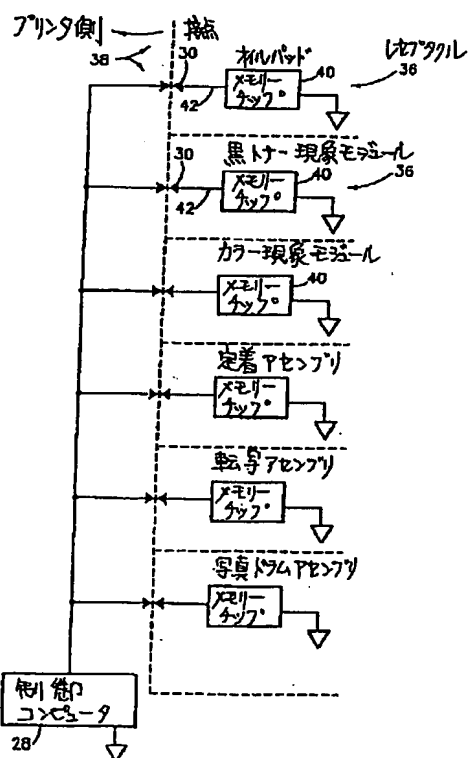 プリンタ側 接点
38 30 オイルパッド レセプタクル
メモリー
チップ 40 36
42
黒トナー現象モジュール
30 メモリー
チップ 40 36
42
カラー現象モジュール
メモリー
チップ 40
定着アセンブリ
メモリー
チップ
転写アセンブリ
メモリー
チップ
写真ドラムアセンブリ
メモリー
チップ
制御
コンピュータ
28